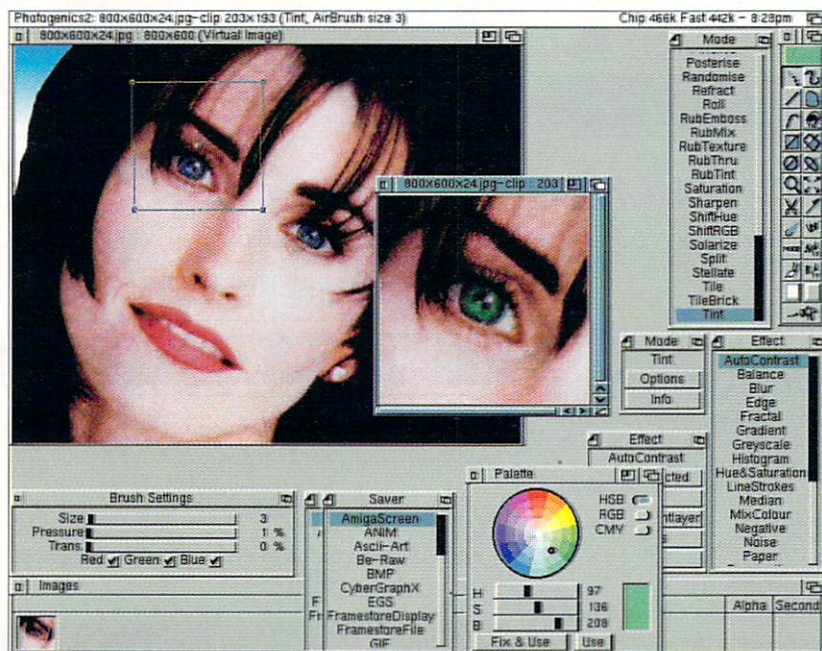 Photogenics2: 800x600x24.jpg-clip 203x193 (Tint, AirBrush size 3)
Chip 466k Fast 442k - 8:28pm
800x600x24.jpg : 800x600 (Virtual Image)
800x600x24.jpg-clip : 203
Mode
Posterise
Randomise
Refract
Roll
RubEmboss
RubMix
RubTexture
RubThru
RubTint
Saturation
Sharpen
ShiftHue
ShiftRGB
Solarize
Split
Stellate
Tile
TileBrick
Tint
Mode
Tint
Options
Info
Effect
AutoContrast
Balance
Blur
Edge
Fractal
Gradient
Greyscale
Histogram
Hue&Saturation
LineStrokes
Median
MixColour
Negative
Noise
Paper
Effect
AutoContrast
cted
ntlayer
s
Brush Settings
Size 3
Pressure 1 %
Trans. 0 %
Red Green Blue
Saver
AmigaScreen
ANIM
Ascii-Art
Be-Raw
BMP
CyberGraphX
EGS
FramestoreDisplay
FramestoreFile
GIF
Palette
HSB
RGB
CMY
H 97
S 136
B 208
Fix & Use
Use
Images
Alpha
Second